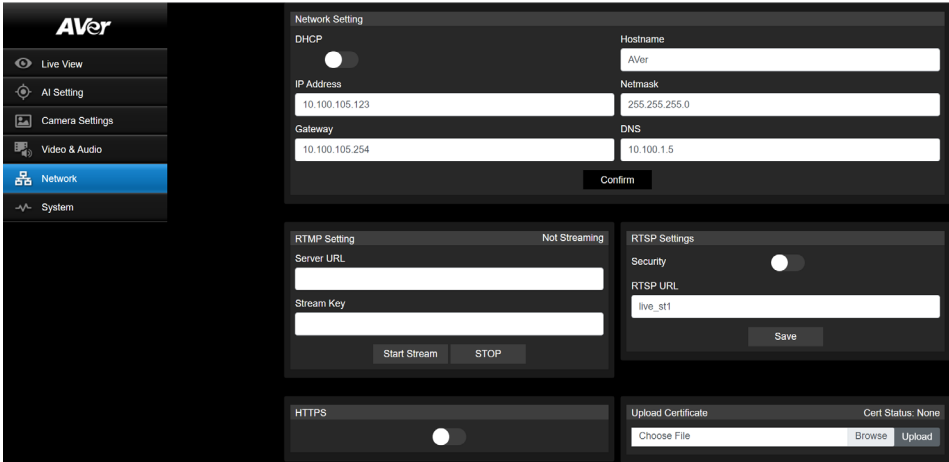 AVer
Live View
AI Setting
Camera Settings
Video & Audio
Network
System
Network Setting
DHCP
Hostname
AVer
IP Address
Netmask
10.100.105.123
255.255.255.0
Gateway
DNS
10.100.105.254
10.100.1.5
Confirm
RTMP Setting
Not Streaming
Server URL
Stream Key
Start Stream
STOP
RTSP Settings
Security
RTSP URL
live_st1
Save
HTTPS
Upload Certificate
Cert Status: None
Choose File
Browse
Upload